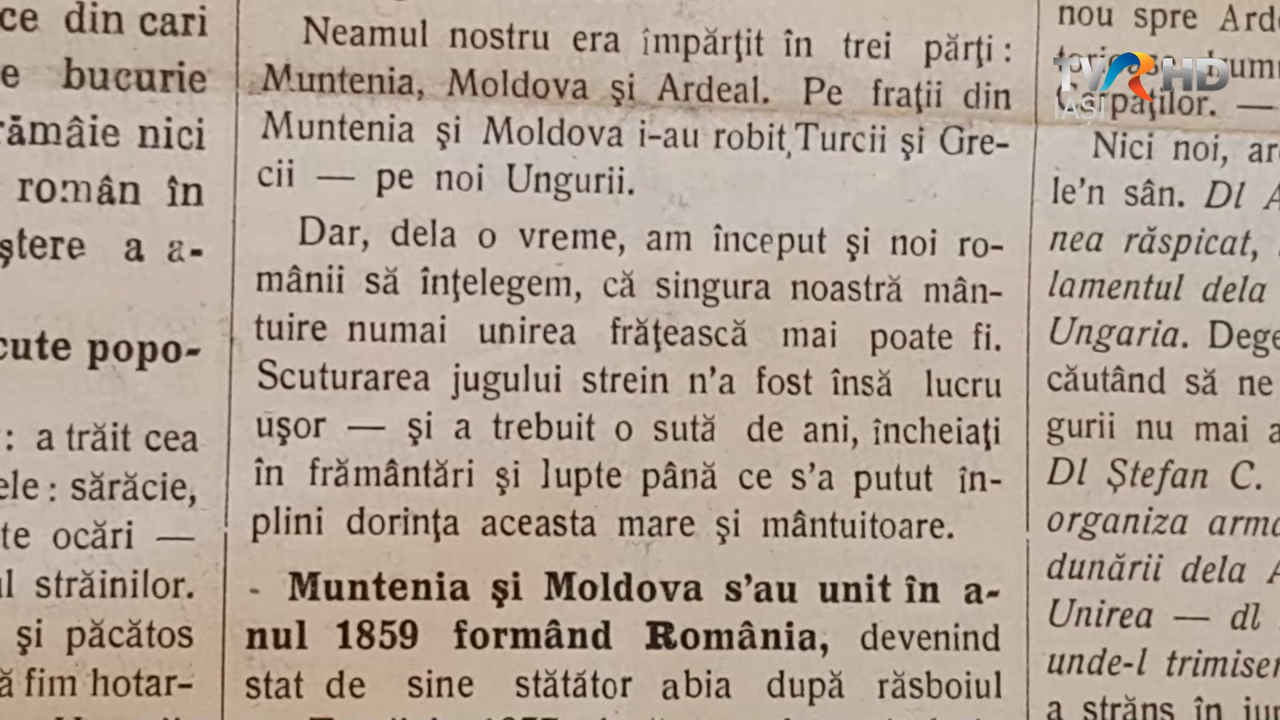 ce din cari
e bucurie
rămâie nici
român în
ştere a a-
cute popo-
: a trăit cea
ele : sărăcie,
te ocări —
l străinilor.
şi păcătos
ă fim hotar-
Neamul nostru era împărţit în trei părţi :
Muntenia, Moldova şi Ardeal. Pe fraţii din
Muntenia şi Moldova i-au robit Turcii şi Gre-
cii — pe noi Ungurii.
Dar, dela o vreme, am început şi noi ro-
mânii să înţelegem, că singura noastră mân-
tuire numai unirea frăţească mai poate fi.
Scuturarea jugului strein n'a fost însă lucru
uşor — şi a trebuit o sută de ani, încheiaţi
în frământări şi lupte până ce s'a putut în-
plini dorinţa aceasta mare şi mântuitoare.
- Muntenia şi Moldova s'au unit în a-
nul 1859 formând România, devenind
stat de sine stătător abia după răsboiul
nou spre Ard
Carpaţilor. —
Nici noi, ar
le'n sân. Dl A
nea răspicat,
lamentul dela
Ungaria. Dege
căutând să ne
gurii nu mai a
Dl Ştefan C.
organiza arma
dunării dela A
Unirea — dl
unde-l trimisen
a strâns în jur
TVR HD
IAŞI